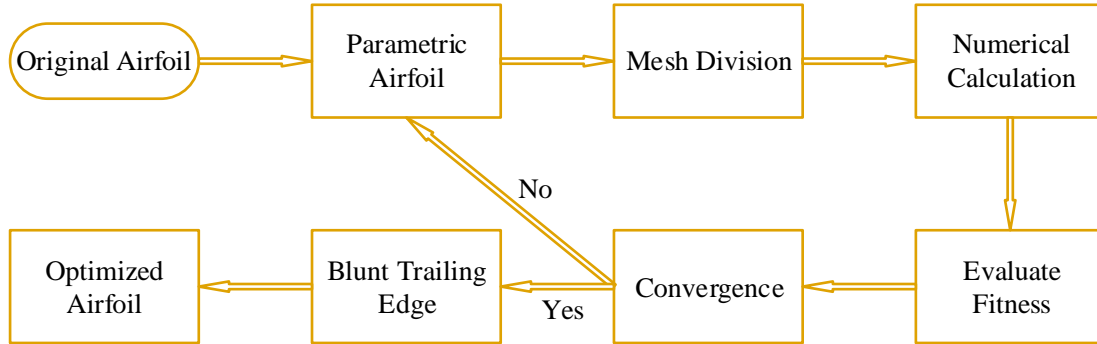 Original Airfoil
Parametric
Airfoil
Mesh Division
Numerical
Calculation
No
Optimized
Airfoil
Blunt Trailing
Edge
Yes
Convergence
Evaluate
Fitness